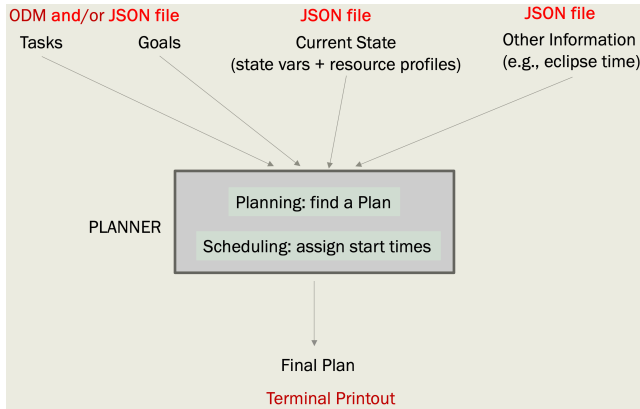 ODM and/or JSON file
JSON file
JSON file
Tasks
Goals
Current State
(state vars + resource profiles)
Other Information
(e.g., eclipse time)
PLANNER
Planning: find a Plan
Scheduling: assign start times
Final Plan
Terminal Printout